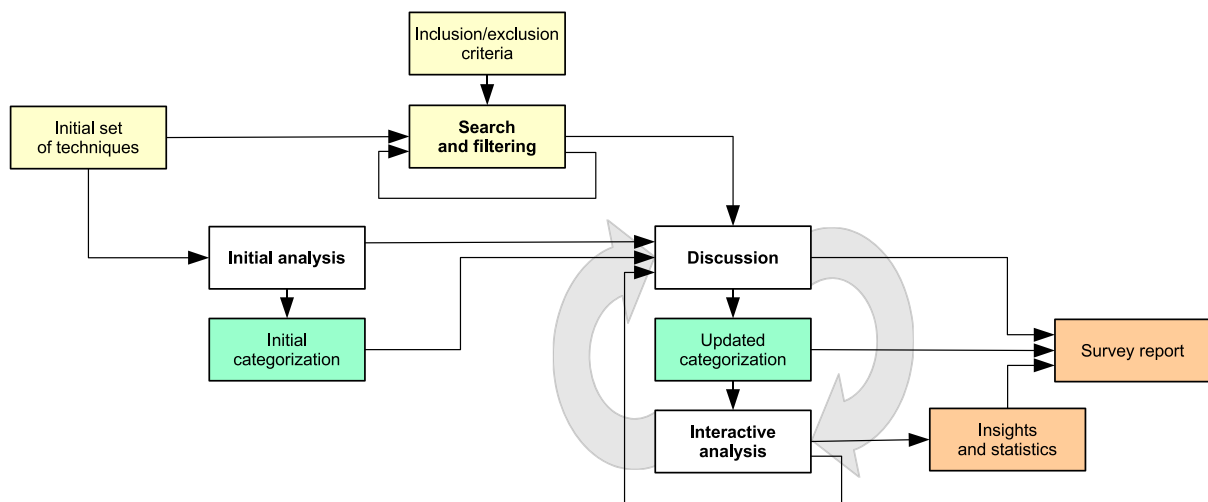 Inclusion/exclusion
criteria
Initial set
of techniques
Search
and filtering
Initial analysis
Discussion
Initial
categorization
Updated
categorization
Survey report
Interactive
analysis
Insights
and statistics